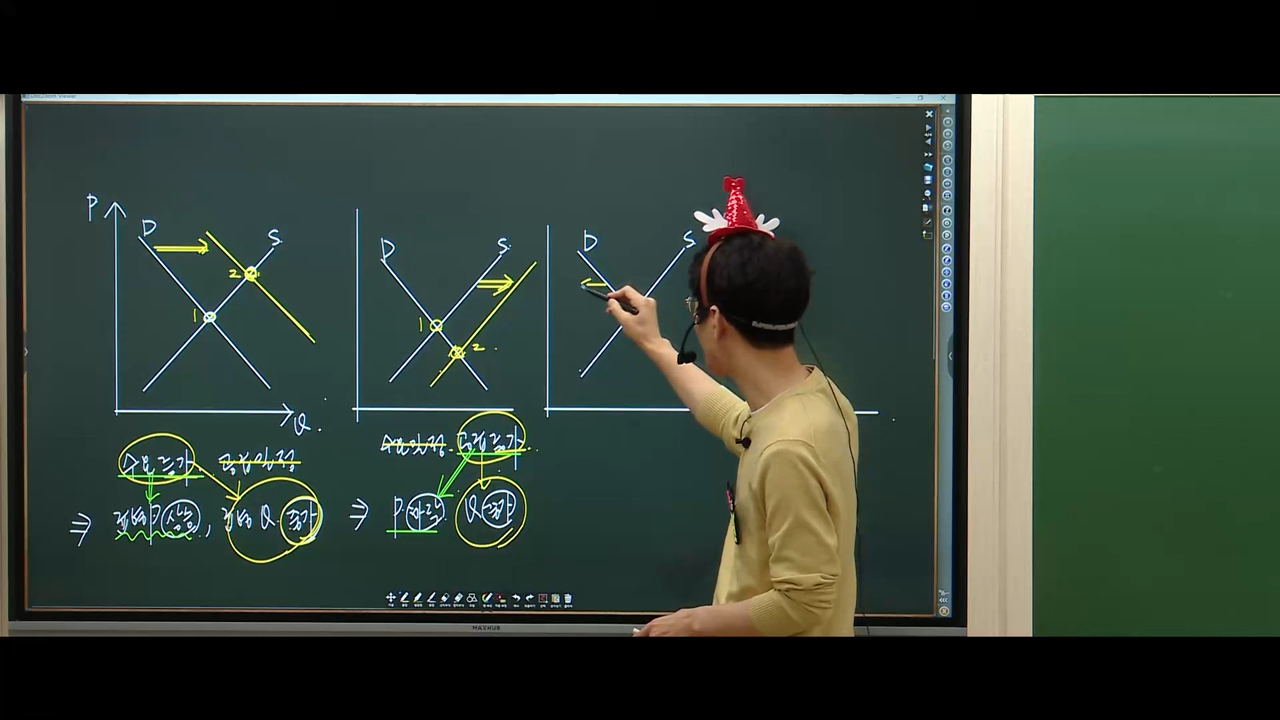 P
D
S
2
1
Q.
D
S
1
2
D
S
수요증가 공급일정
⇒ 균형P 상승, 균형 Q. 증가.
수요일정. 공급증가.
⇒ P 하락. Q 증가.
MAXHUB